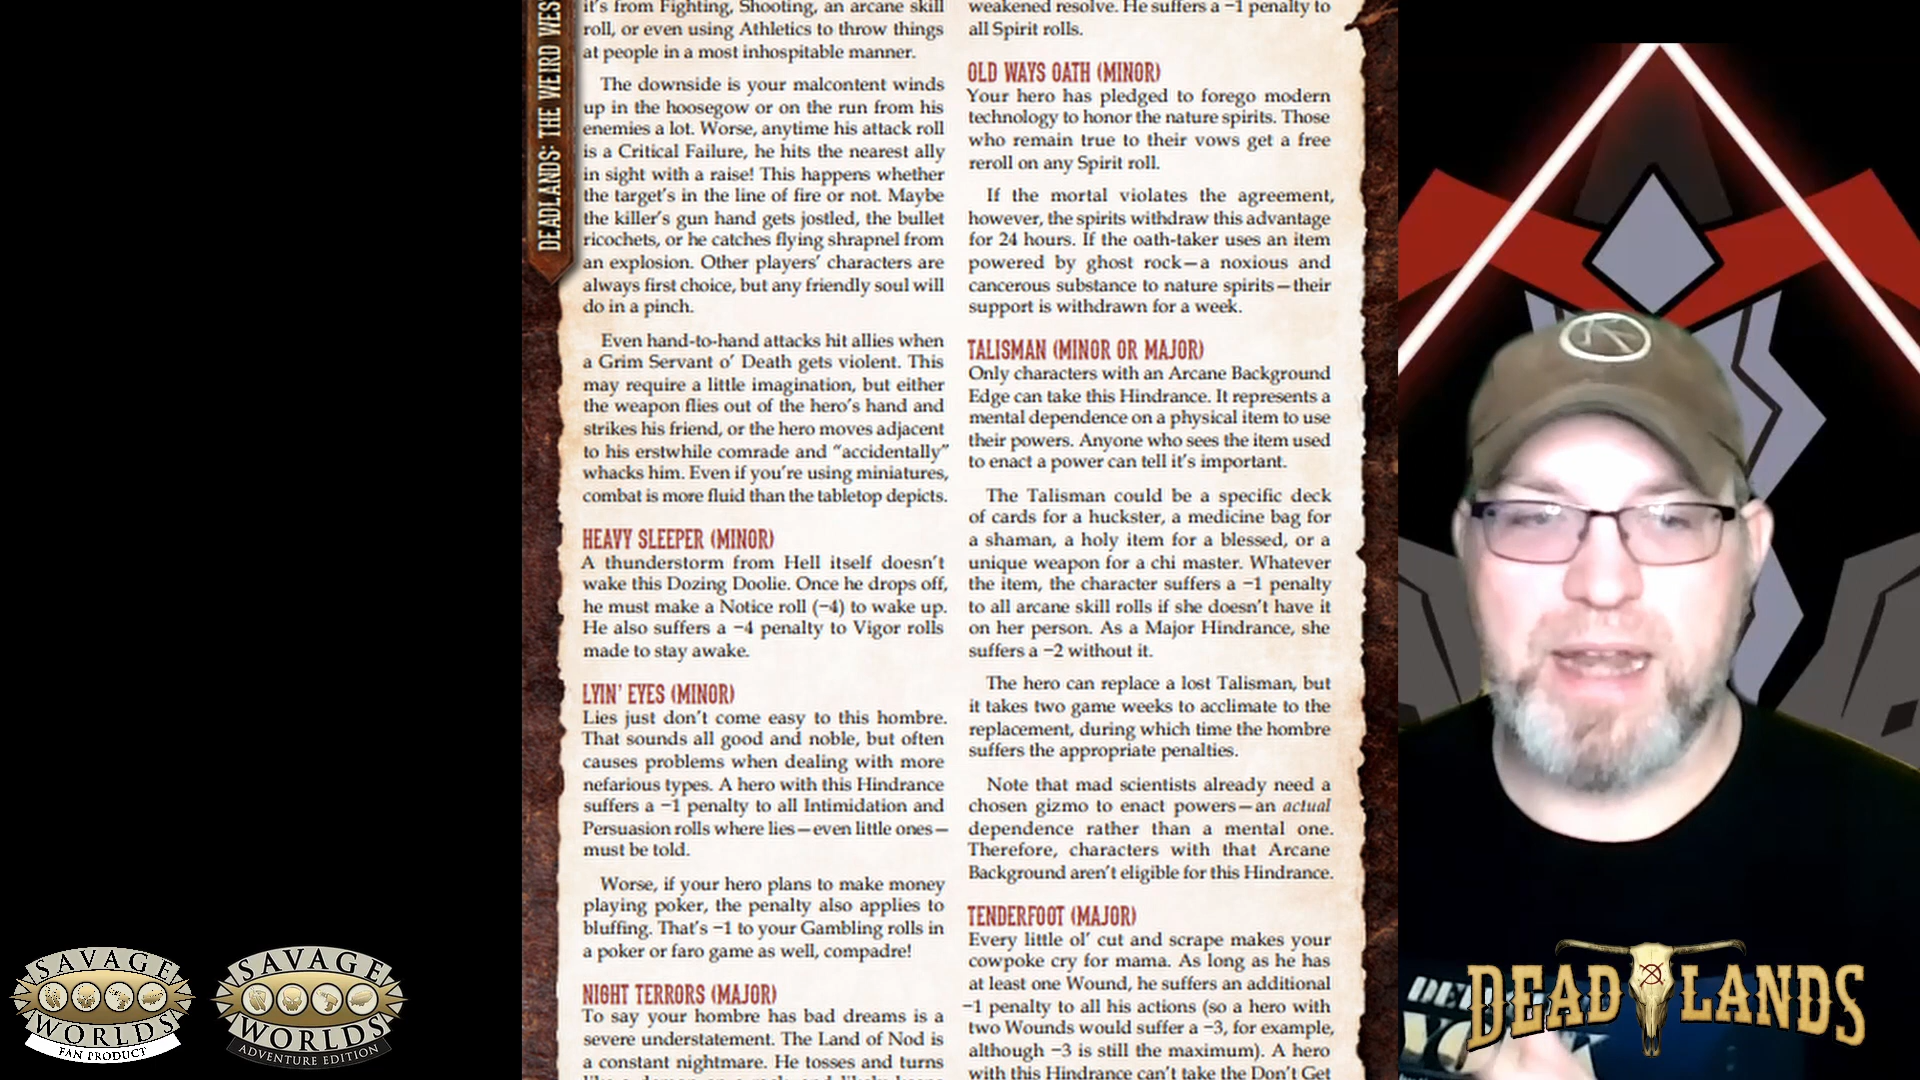 DEADLANDS: THE WEIRD WES
it's from Fighting, Shooting, an arcane skill
roll, or even using Athletics to throw things
at people in a most inhospitable manner.
The downside is your malcontent winds
up in the hoosegow or on the run from his
enemies a lot. Worse, anytime his attack roll
is a Critical Failure, he hits the nearest ally
in sight with a raise! This happens whether
the target's in the line of fire or not. Maybe
the killer's gun hand gets jostled, the bullet
ricochets, or he catches flying shrapnel from
an explosion. Other players' characters are
always first choice, but any friendly soul will
do in a pinch.
Even hand-to-hand attacks hit allies when
a Grim Servant o' Death gets violent. This
may require a little imagination, but either
the weapon flies out of the hero's hand and
strikes his friend, or the hero moves adjacent
to his erstwhile comrade and "accidentally"
whacks him. Even if you're using miniatures,
combat is more fluid than the tabletop depicts.
HEAVY SLEEPER (MINOR)
A thunderstorm from Hell itself doesn't
wake this Dozing Doolie. Once he drops off,
he must make a Notice roll (−4) to wake up.
He also suffers a −4 penalty to Vigor rolls
made to stay awake.
LYIN' EYES (MINOR)
Lies just don't come easy to this hombre.
That sounds all good and noble, but often
causes problems when dealing with more
nefarious types. A hero with this Hindrance
suffers a −1 penalty to all Intimidation and
Persuasion rolls where lies—even little ones—
must be told.
Worse, if your hero plans to make money
playing poker, the penalty also applies to
bluffing. That's −1 to your Gambling rolls in
a poker or faro game as well, compadre!
NIGHT TERRORS (MAJOR)
To say your hombre has bad dreams is a
severe understatement. The Land of Nod is
a constant nightmare. He tosses and turns
weakened resolve. He suffers a −1 penalty to
all Spirit rolls.
OLD WAYS OATH (MINOR)
Your hero has pledged to forego modern
technology to honor the nature spirits. Those
who remain true to their vows get a free
reroll on any Spirit roll.
If the mortal violates the agreement,
however, the spirits withdraw this advantage
for 24 hours. If the oath-taker uses an item
powered by ghost rock—a noxious and
cancerous substance to nature spirits—their
support is withdrawn for a week.
TALISMAN (MINOR OR MAJOR)
Only characters with an Arcane Background
Edge can take this Hindrance. It represents a
mental dependence on a physical item to use
their powers. Anyone who sees the item used
to enact a power can tell it's important.
The Talisman could be a specific deck
of cards for a huckster, a medicine bag for
a shaman, a holy item for a blessed, or a
unique weapon for a chi master. Whatever
the item, the character suffers a −1 penalty
to all arcane skill rolls if she doesn't have it
on her person. As a Major Hindrance, she
suffers a −2 without it.
The hero can replace a lost Talisman, but
it takes two game weeks to acclimate to the
replacement, during which time the hombre
suffers the appropriate penalties.
Note that mad scientists already need a
chosen gizmo to enact powers—an actual
dependence rather than a mental one.
Therefore, characters with that Arcane
Background aren't eligible for this Hindrance.
TENDERFOOT (MAJOR)
Every little ol' cut and scrape makes your
cowpoke cry for mama. As long as he has
at least one Wound, he suffers an additional
−1 penalty to all his actions (so a hero with
two Wounds would suffer a −3, for example,
although −3 is still the maximum). A hero
with this Hindrance can't take the Don't Get
SAVAGE
WORLDS
FAN PRODUCT
SAVAGE
WORLDS
ADVENTURE EDITION
DEADLANDS